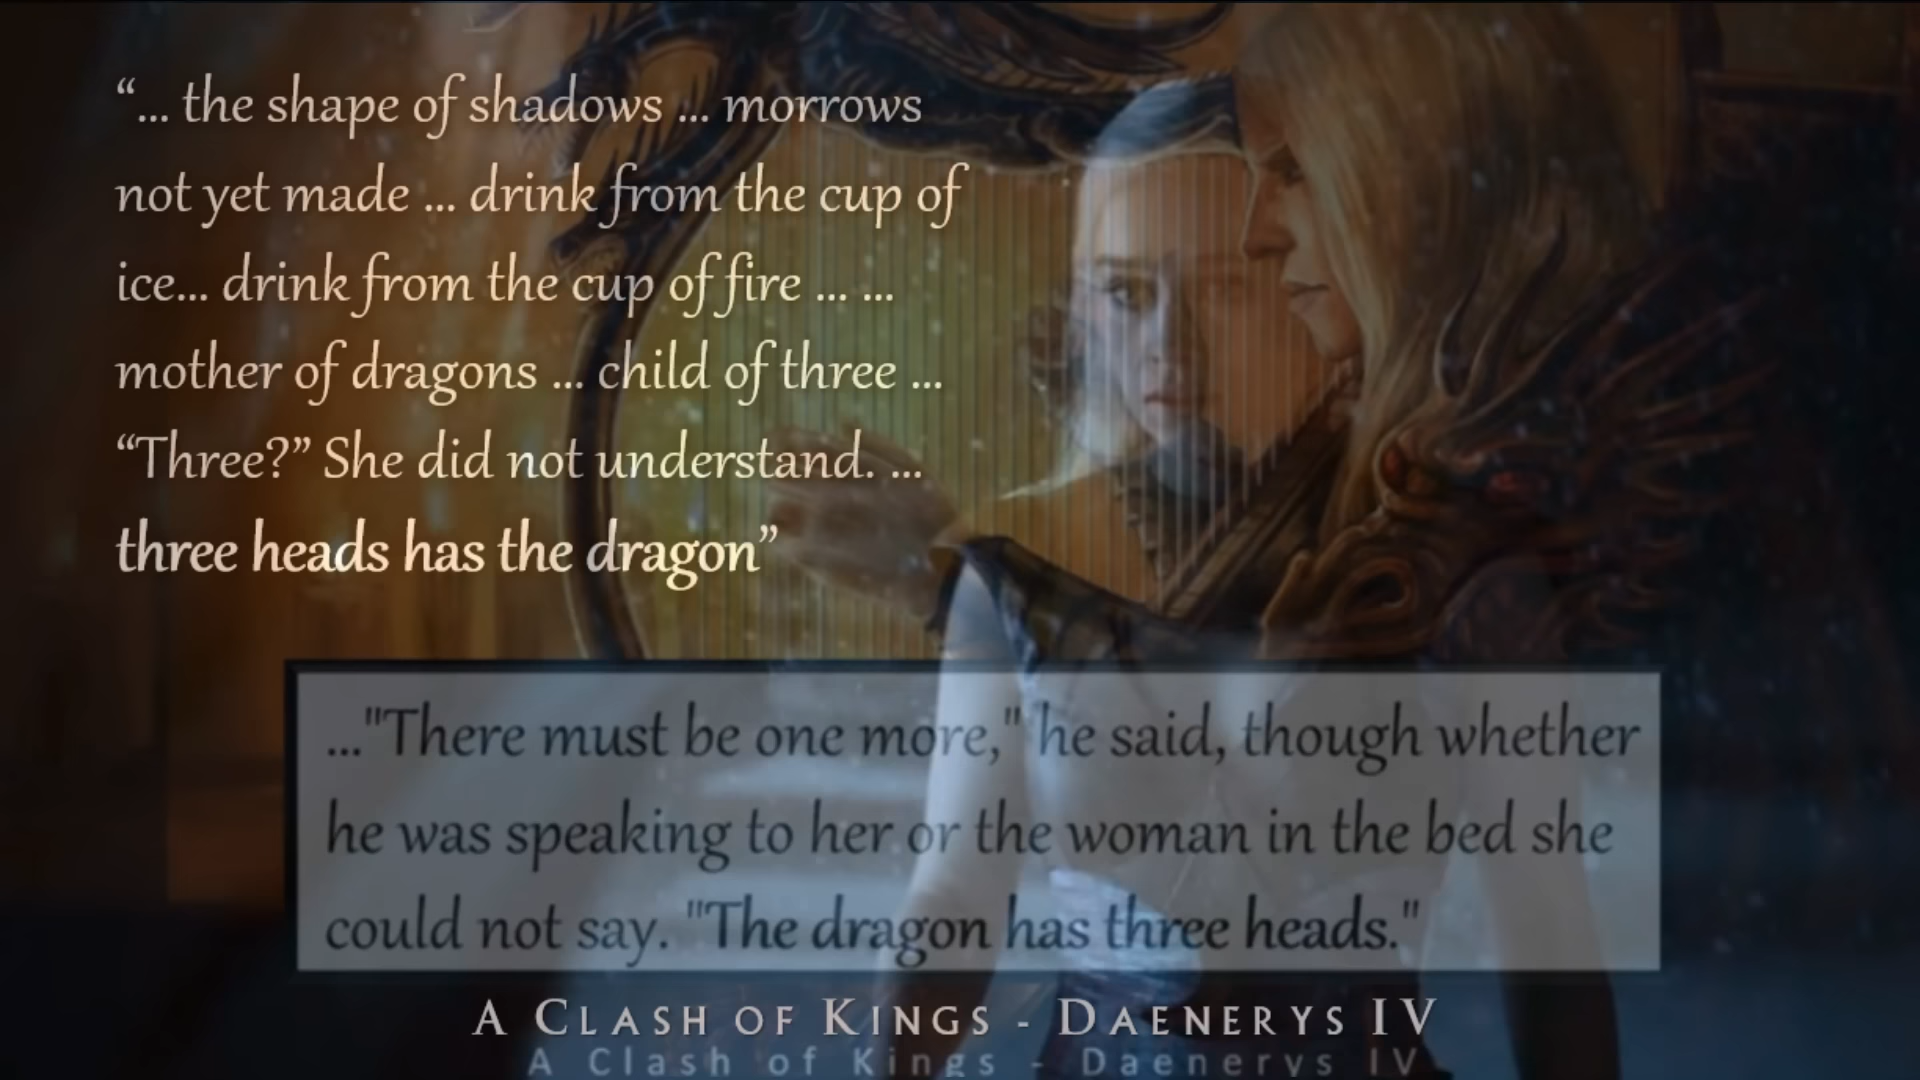 “... the shape of shadows ... morrows
not yet made ... drink from the cup of
ice... drink from the cup of fire ... ...
mother of dragons ... child of three ...
“Three?” She did not understand. ...
three heads has the dragon”
..."There must be one more," he said, though whether
he was speaking to her or the woman in the bed she
could not say. "The dragon has three heads."
A Clash of Kings - Daenerys IV
A Clash of Kings - Daenerys IV